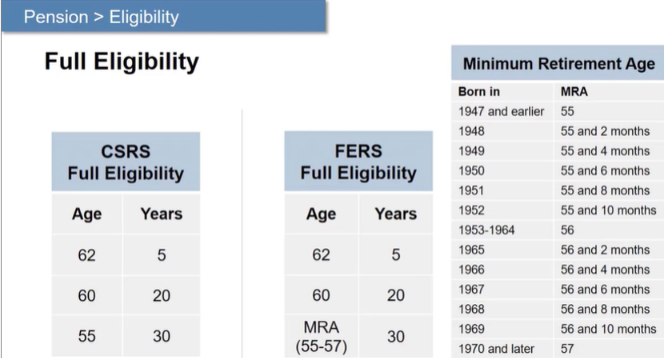 Pension > Eligibility
Full Eligibility
CSRS
Full Eligibility
Age Years
62 5
60 20
55 30
FERS
Full Eligibility
Age Years
62 5
60 20
MRA
(55-57) 30
Minimum Retirement Age
Born in MRA
1947 and earlier 55
1948 55 and 2 months
1949 55 and 4 months
1950 55 and 6 months
1951 55 and 8 months
1952 55 and 10 months
1953-1964 56
1965 56 and 2 months
1966 56 and 4 months
1967 56 and 6 months
1968 56 and 8 months
1969 56 and 10 months
1970 and later 57